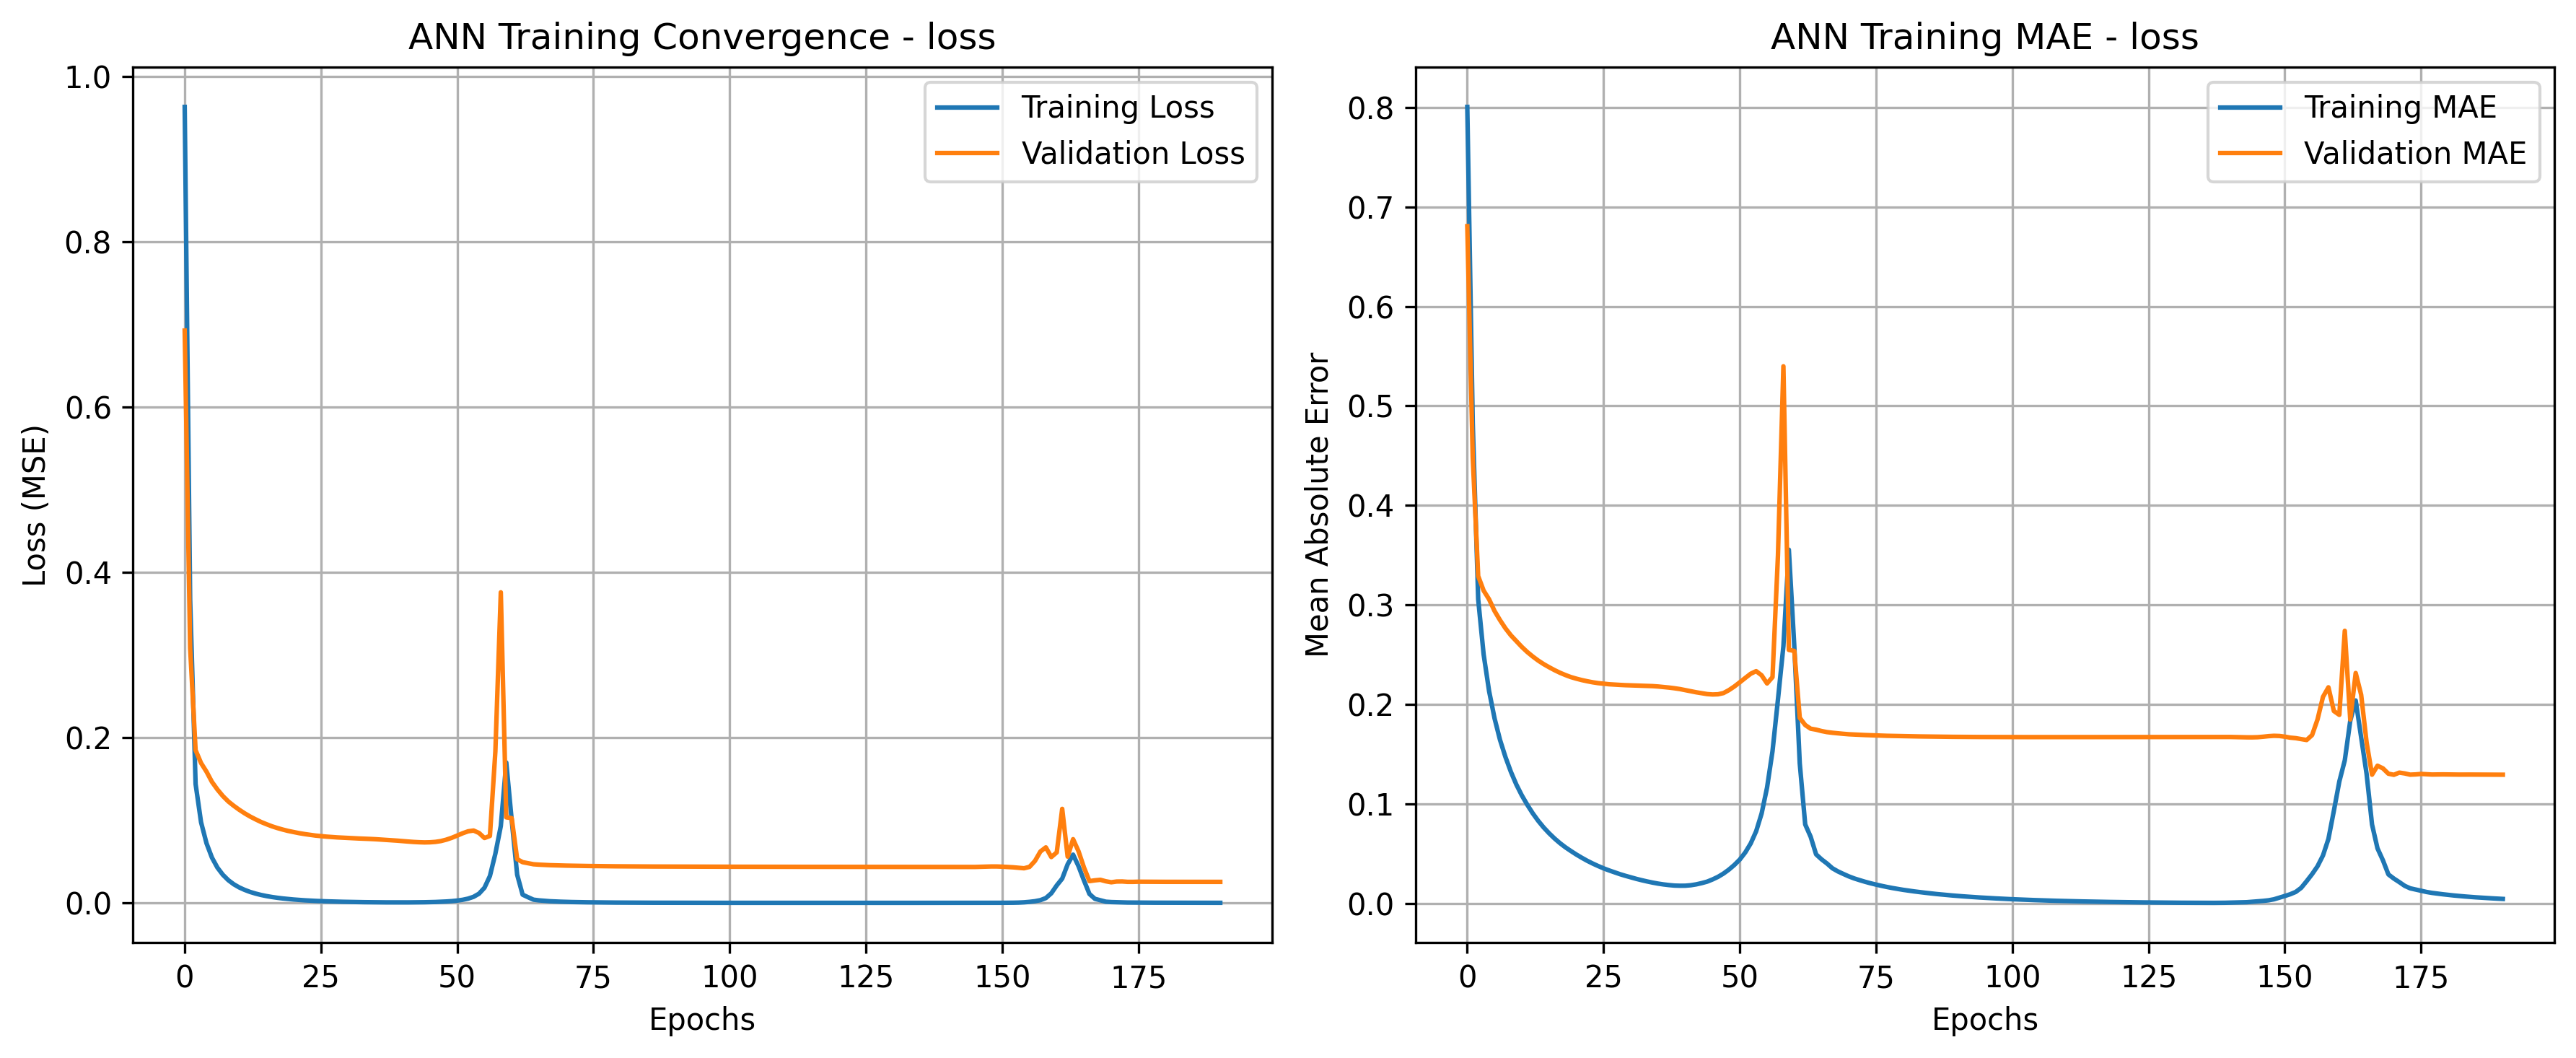 ANN Training Convergence - loss
1.0
0.8
0.6
0.4
0.2
0.0
Loss (MSE)
Training Loss
Validation Loss
0 25 50 75 100 125 150 175
Epochs
ANN Training MAE - loss
0.8
0.7
0.6
0.5
0.4
0.3
0.2
0.1
0.0
Mean Absolute Error
Training MAE
Validation MAE
0 25 50 75 100 125 150 175
Epochs